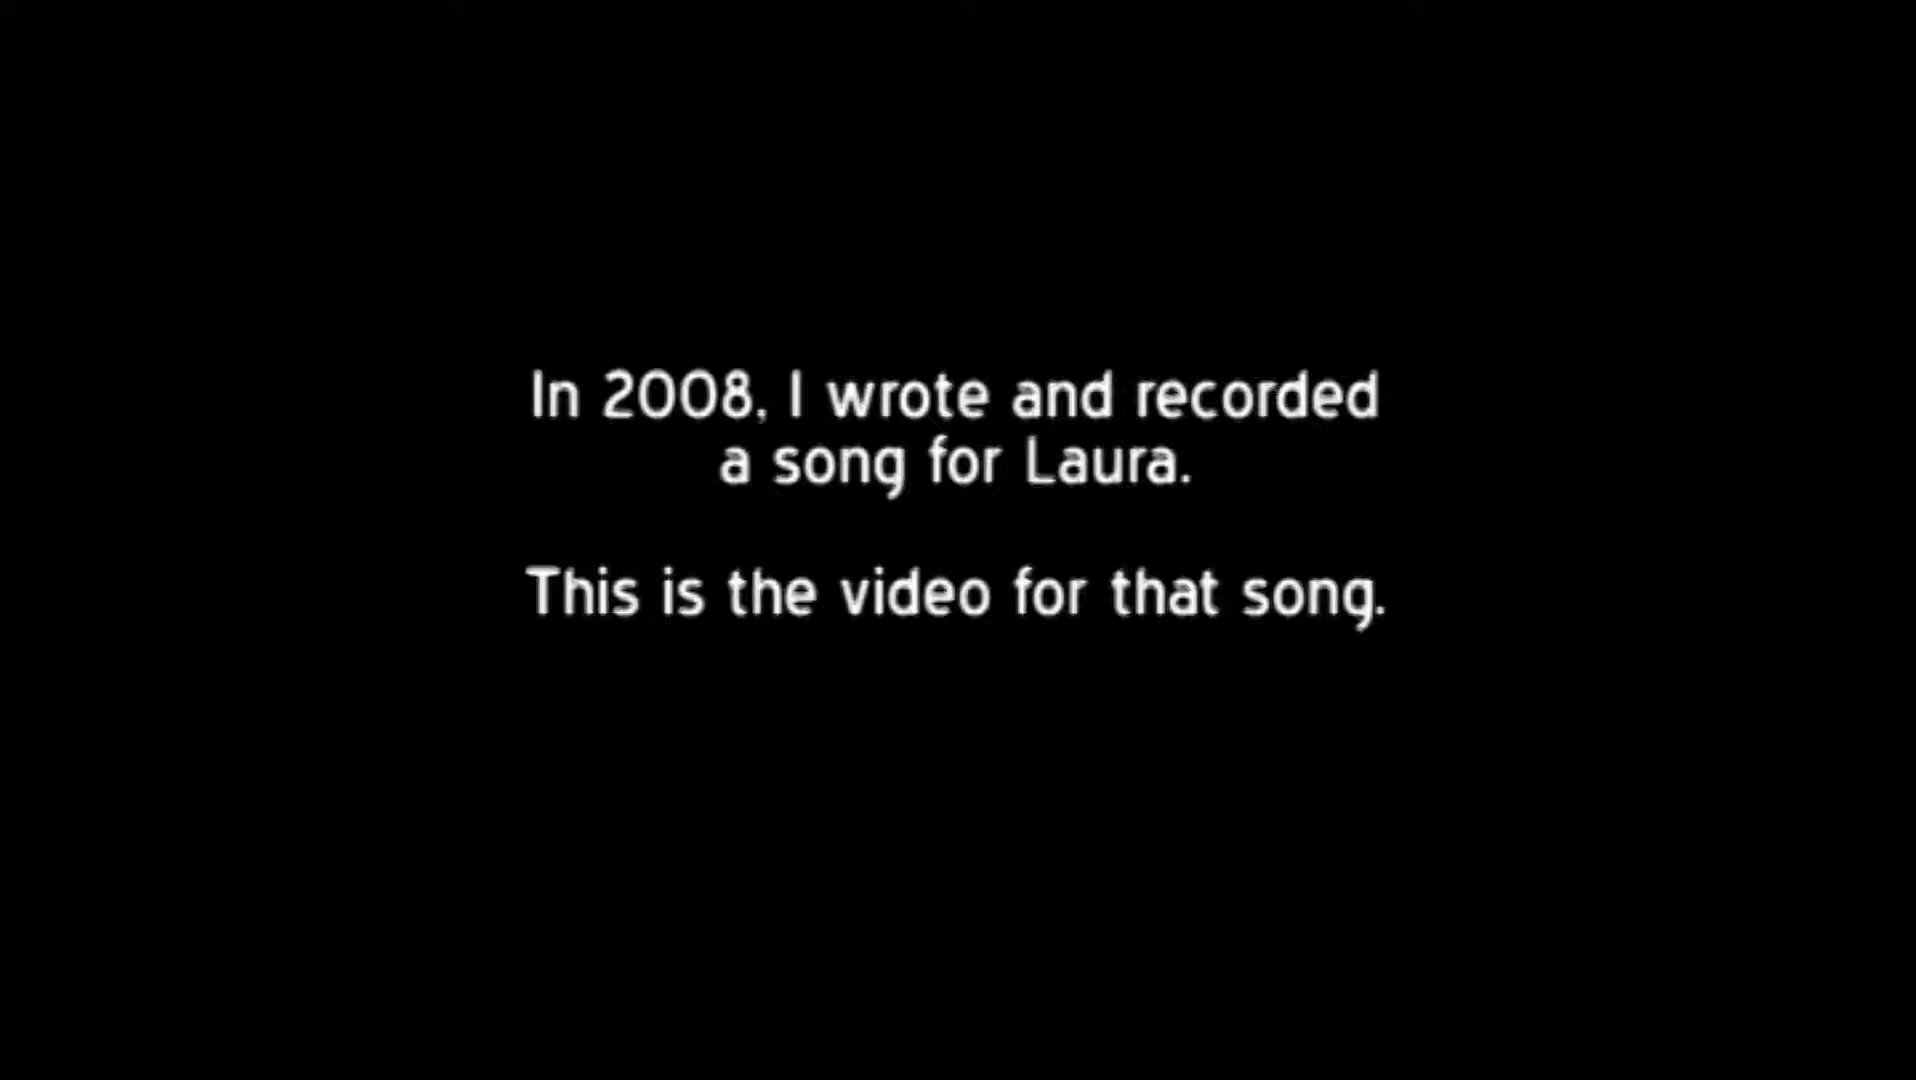 In 2008, I wrote and recorded
a song for Laura.
This is the video for that song.